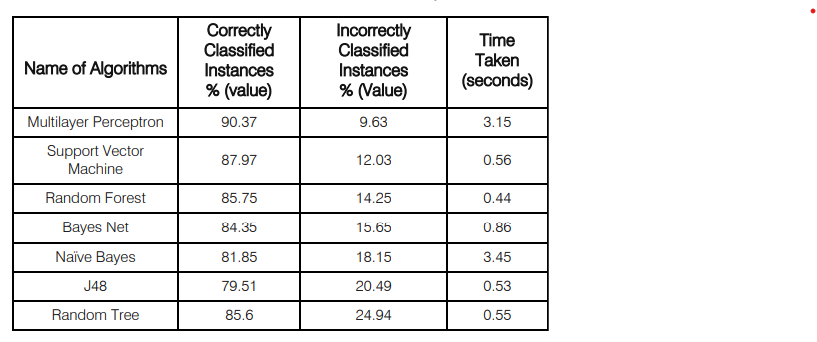 Name of Algorithms
Correctly
Classified
Instances
% (value)
Incorrectly
Classified
Instances
% (Value)
Time
Taken
(seconds)
Multilayer Perceptron 90.37 9.63 3.15
Support Vector
Machine
87.97 12.03 0.56
Random Forest 85.75 14.25 0.44
Bayes Net 84.35 15.65 0.86
Naïve Bayes 81.85 18.15 3.45
J48 79.51 20.49 0.53
Random Tree 85.6 24.94 0.55